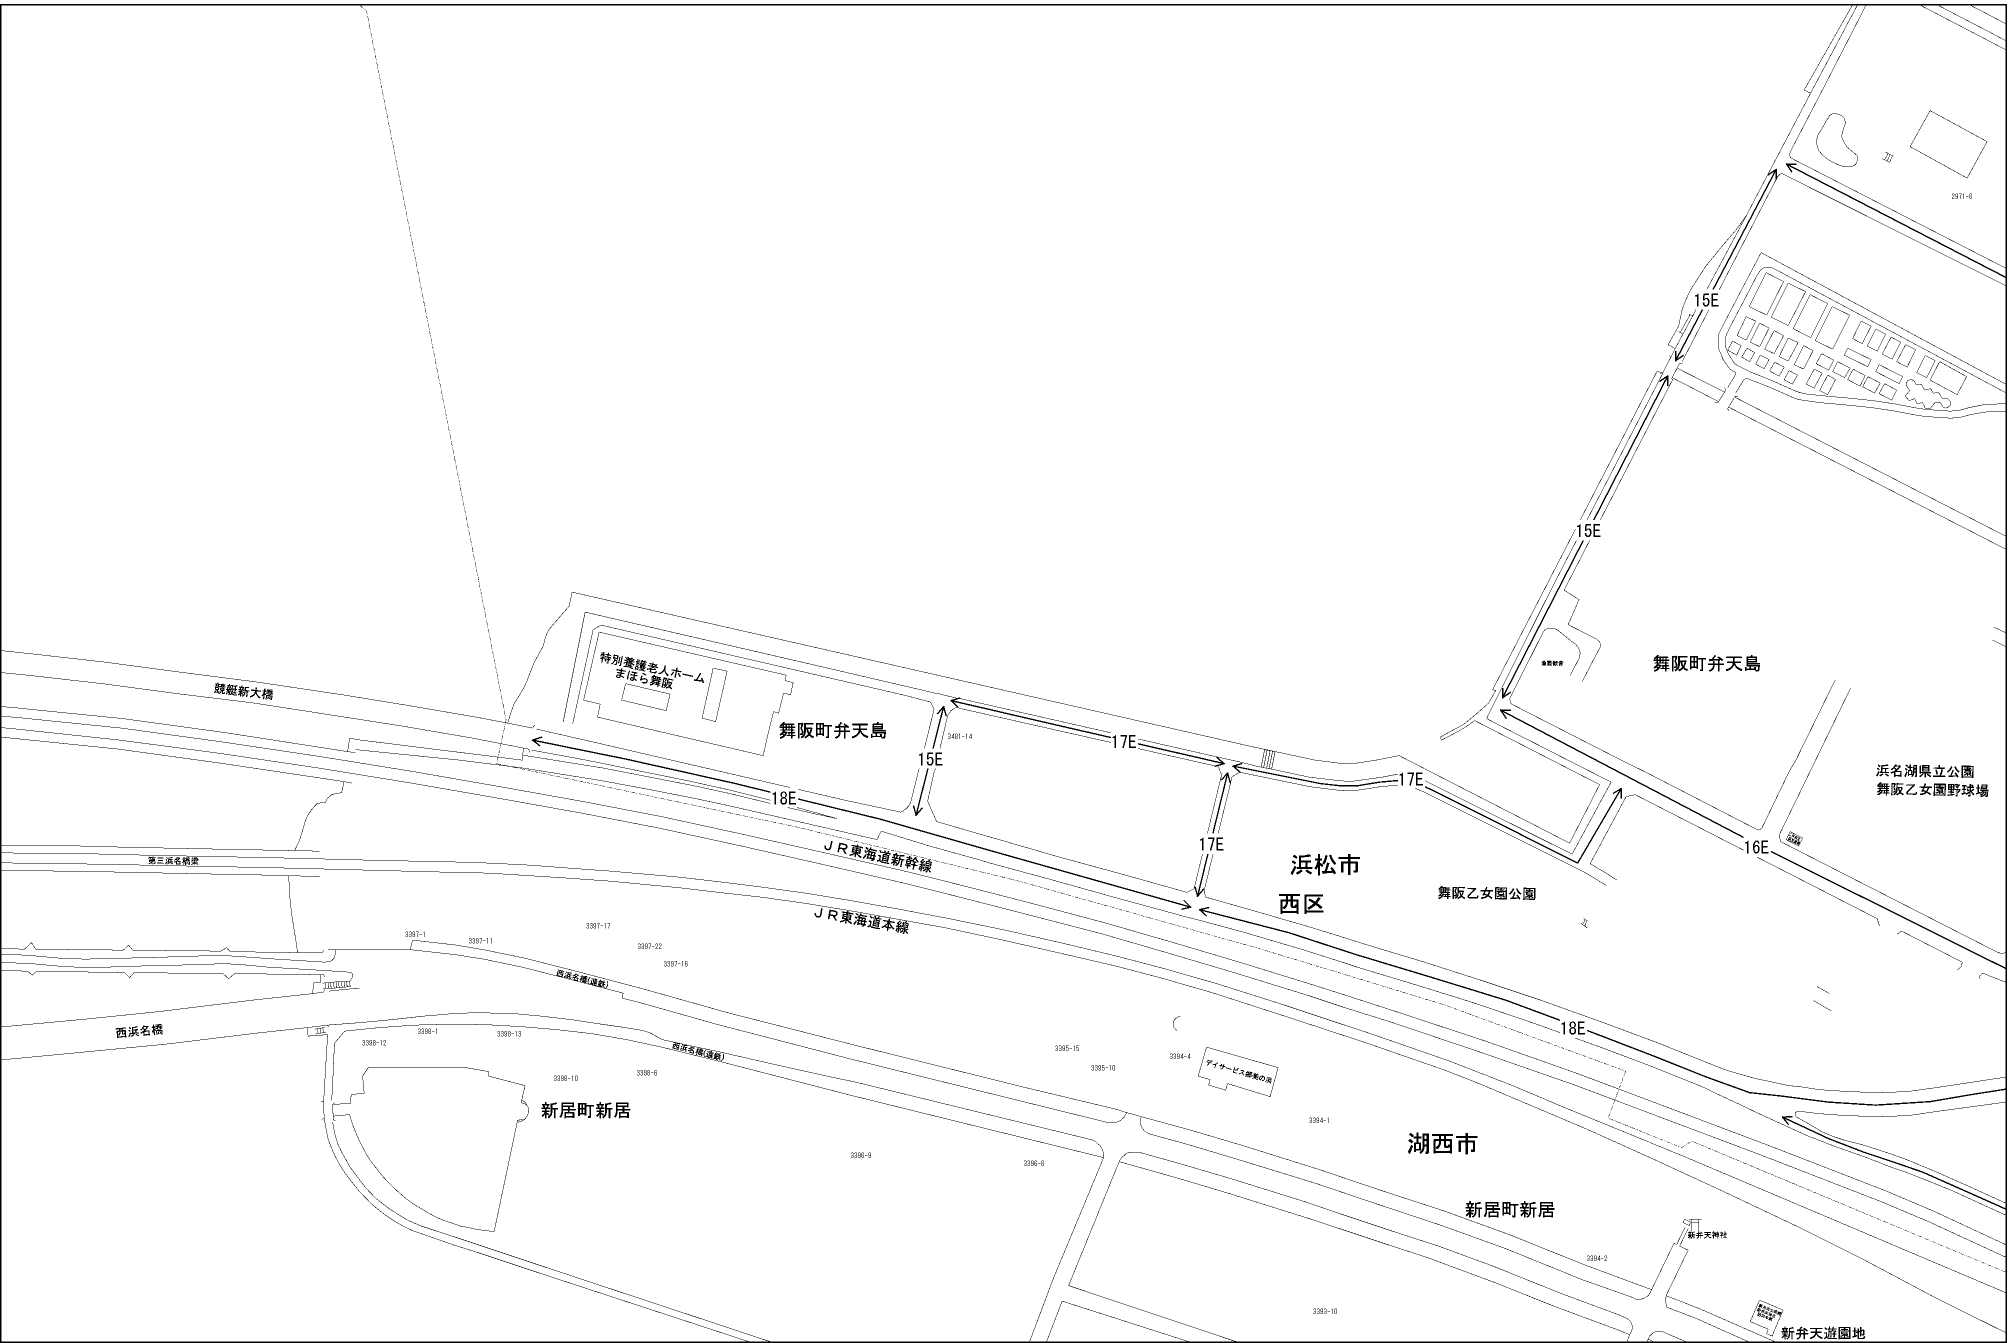 2971-6
15E
15E
舞阪町弁天島
特別養護老人ホーム
まほら舞阪
競艇新大橋
舞阪町弁天島
3481-14
17E
15E
17E
浜名湖県立公園
舞阪乙女園野球場
18E
17E
16E
JR東海道新幹線
浜松市
西区
舞阪乙女園公園
第三浜名橋梁
JR東海道本線
3397-1
3397-11
3397-17
3397-22
3397-16
西浜名橋(遠鉄)
西浜名橋
3398-12
3398-1
3398-13
西浜名橋(遠鉄)
18E
3395-15
3395-10
3394-4
3398-10
3398-6
新居町新居
3394-1
湖西市
3396-9
3396-6
新居町新居
新弁天神社
3394-2
3393-10
新弁天遊園地